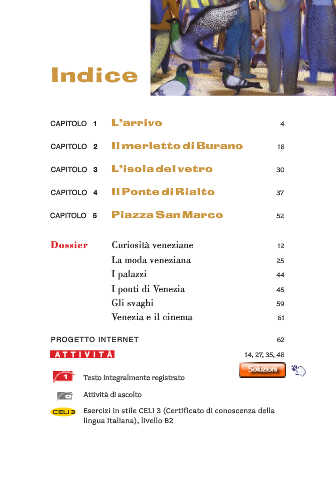 Indice
CAPITOLO 1 L'arrivo 4
CAPITOLO 2 Il merletto di Burano 18
CAPITOLO 3 L'isola del vetro 30
CAPITOLO 4 Il Ponte di Rialto 37
CAPITOLO 5 Piazza San Marco 52
Dossier Curiosità veneziane 12
La moda veneziana 25
I palazzi 44
I ponti di Venezia 45
Gli svaghi 59
Venezia e il cinema 61
PROGETTO INTERNET 62
ATTIVITÀ 14, 27, 35, 48
Soluzioni
1 Testo integralmente registrato
Attività di ascolto
CELI 3 Esercizi in stile CELI 3 (Certificato di conoscenza della
lingua italiana), livello B2